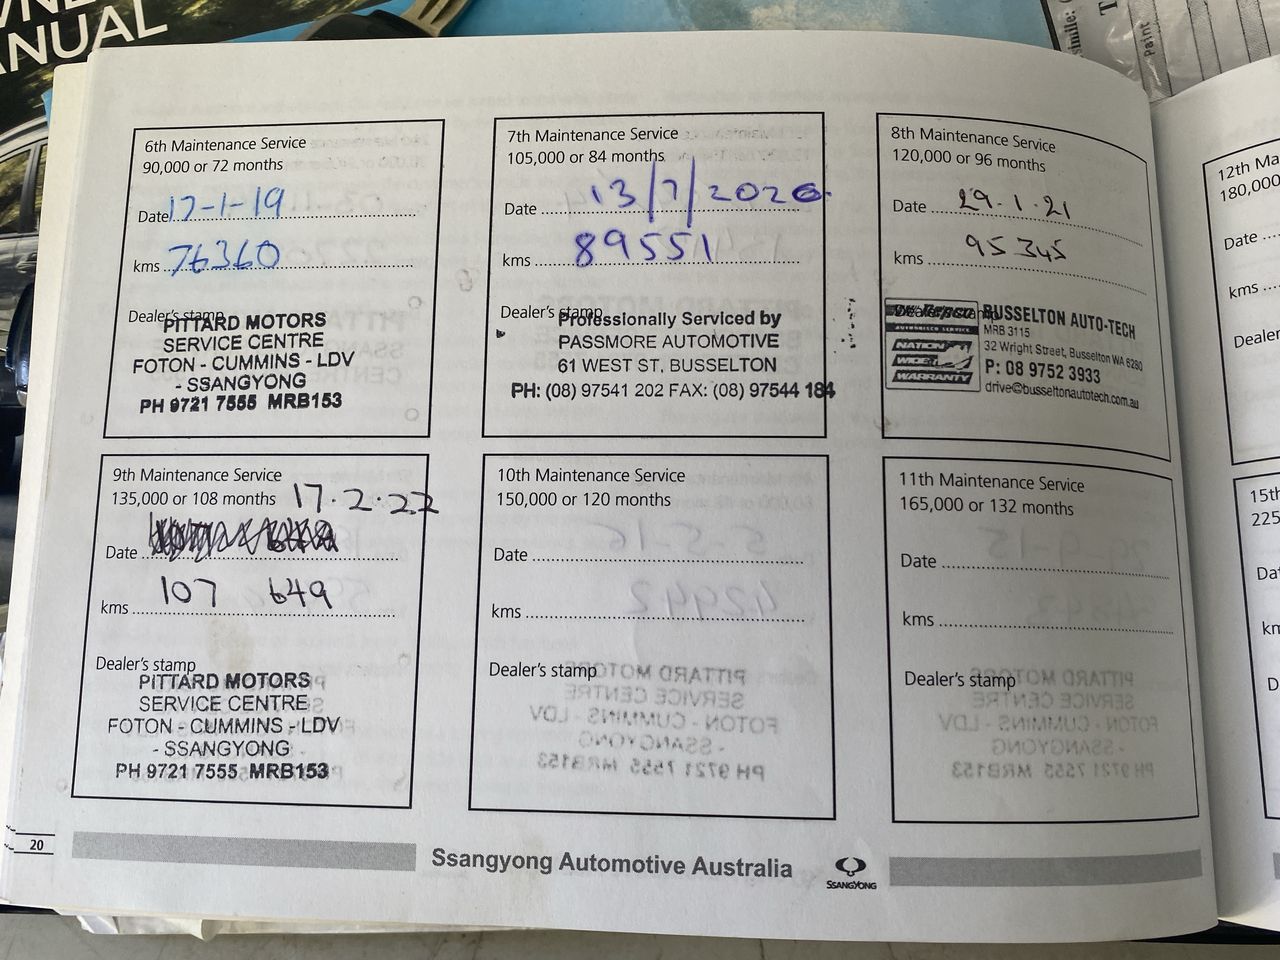 WNE
ANUAL
simile:
Paint
6th Maintenance Service
90,000 or 72 months
Date 17-1-19
kms 76360
Dealer's stamp
PITTARD MOTORS
SERVICE CENTRE
FOTON - CUMMINS - LDV
- SSANGYONG
PH 9721 7555 MRB153
7th Maintenance Service
105,000 or 84 months
Date 13/7/2020
kms 89551
Dealer's stamp
Professionally Serviced by
PASSMORE AUTOMOTIVE
61 WEST ST, BUSSELTON
PH: (08) 97541 202 FAX: (08) 97544 184
8th Maintenance Service
120,000 or 96 months
Date 29.1.21
kms 95345
Dealer's stamp
AUTHORISED SERVICE
NATION
WIDE
WARRANTY
BUSSELTON AUTO-TECH
MRB 3115
32 Wright Street, Busselton WA 6280
P: 08 9752 3933
drive@busseltonautotech.com.au
9th Maintenance Service
135,000 or 108 months 17.2.22
Date
kms 107 649
Dealer's stamp
PITTARD MOTORS
SERVICE CENTRE
FOTON - CUMMINS - LDV
- SSANGYONG
PH 9721 7555 MRB153
10th Maintenance Service
150,000 or 120 months
Date
kms
Dealer's stamp
11th Maintenance Service
165,000 or 132 months
Date
kms
Dealer's stamp
12th Ma
180,000
Date
kms
Dealer
15th
225
Dat
km
D
20
Ssangyong Automotive Australia
SSANGYONG